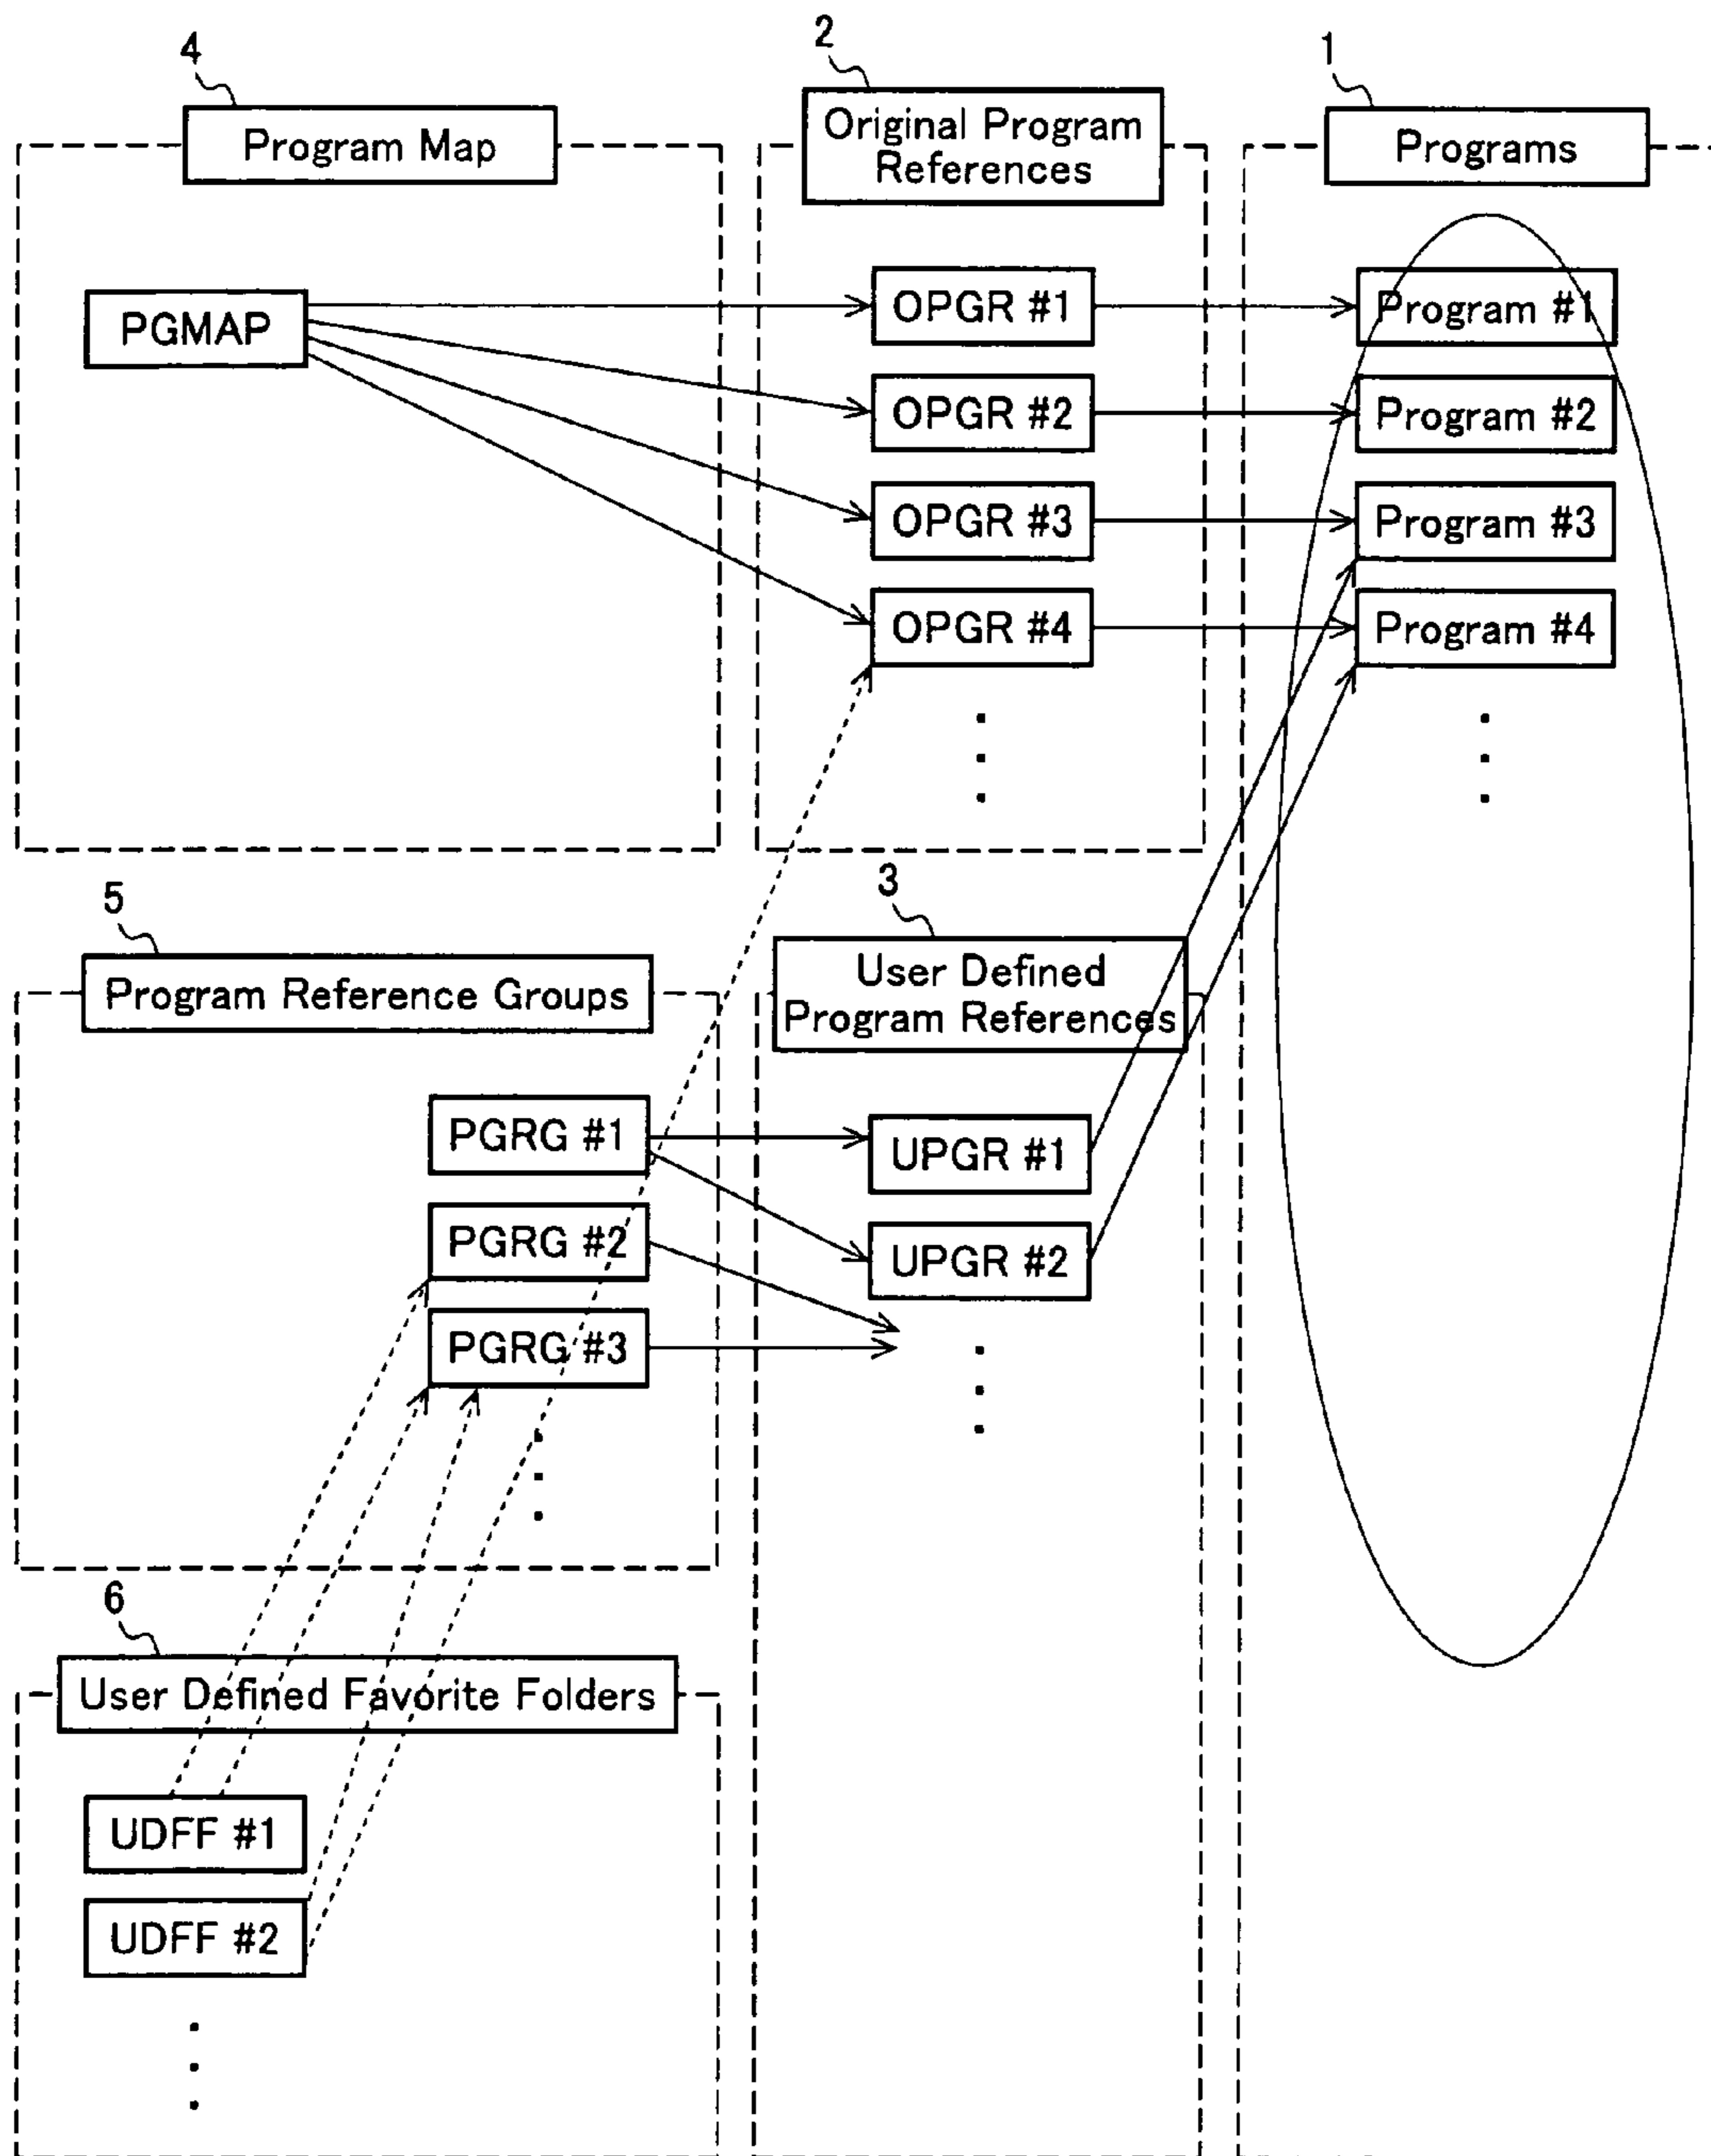 4
Program Map
2
Original Program
References
1
Programs
PGMAP
OPGR #1
OPGR #2
OPGR #3
OPGR #4
Program #1
Program #2
Program #3
Program #4
5
Program Reference Groups
3
User Defined
Program References
PGRG #1
PGRG #2
PGRG #3
UPGR #1
UPGR #2
6
User Defined Favorite Folders
UDFF #1
UDFF #2